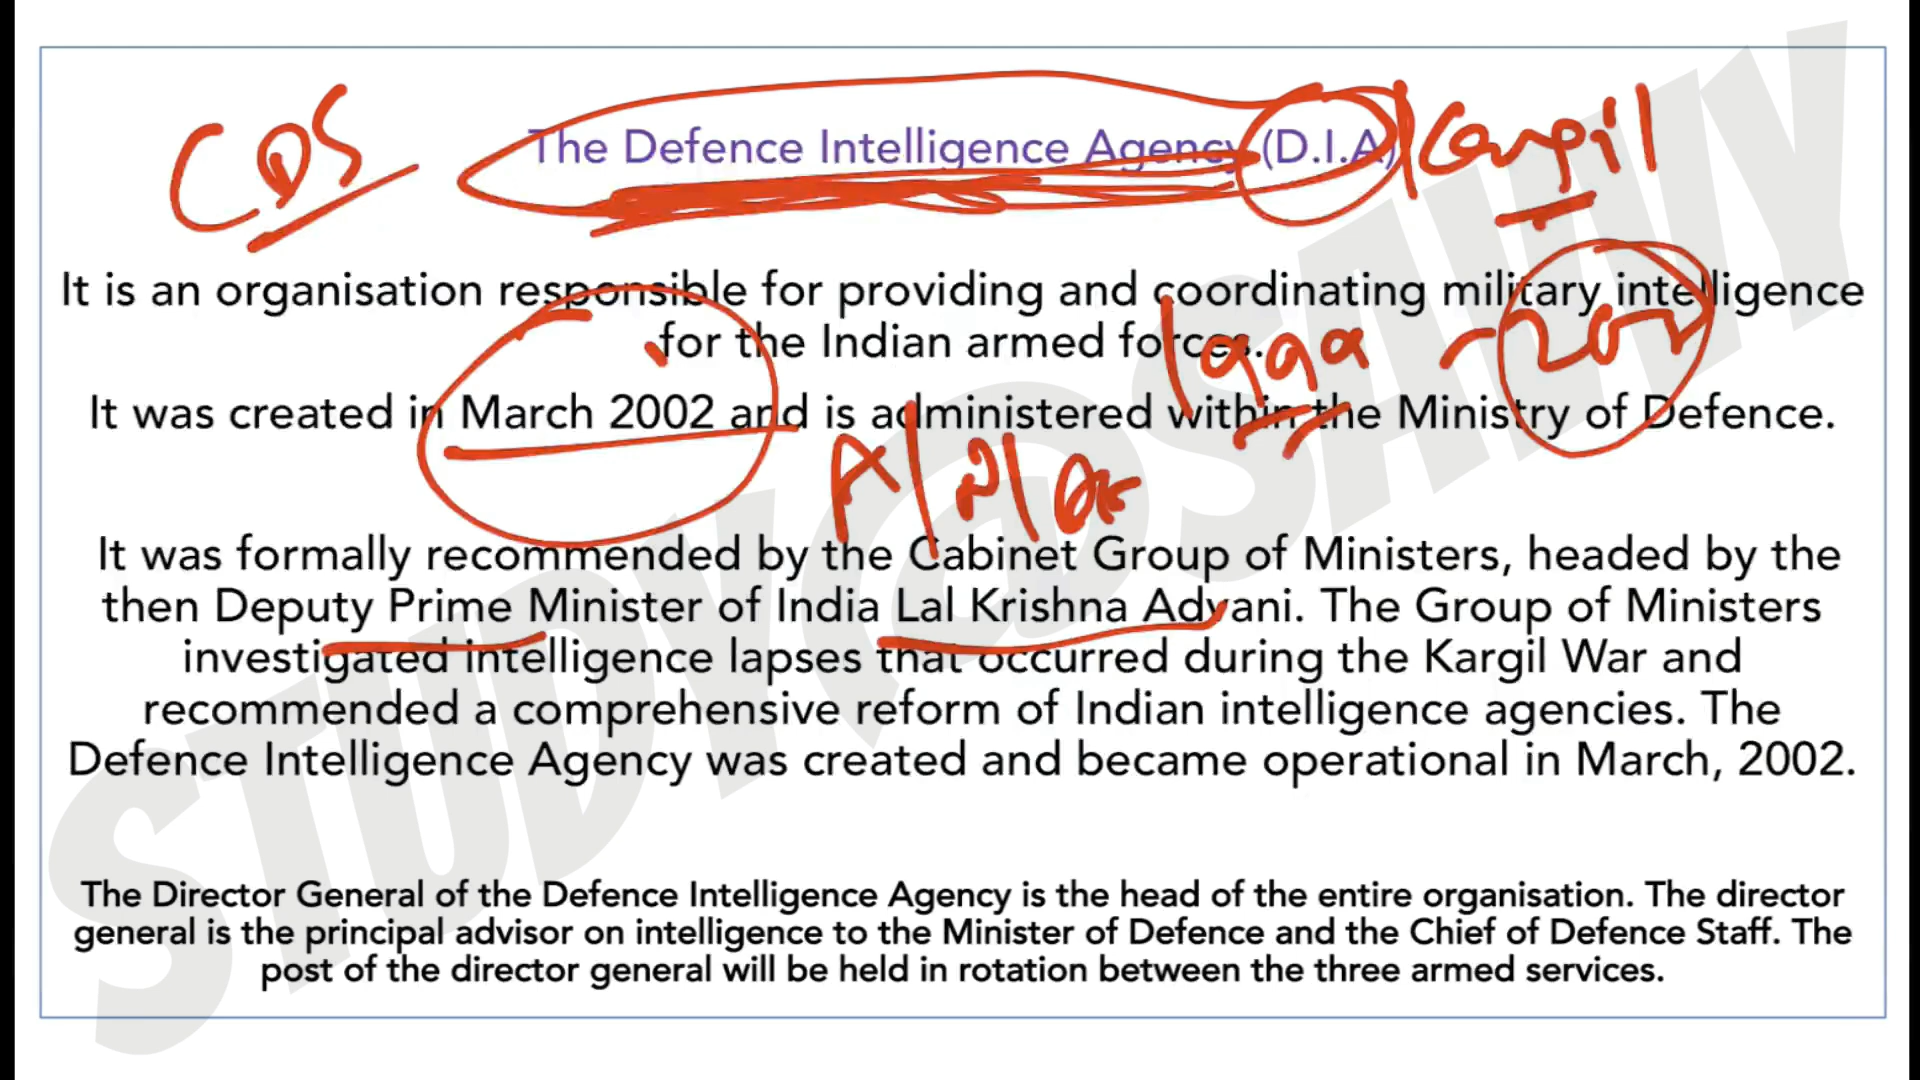 CDS
The Defence Intelligence Agency (D.I.A)
Kargil
It is an organisation responsible for providing and coordinating military intelligence
for the Indian armed forces.
1999 - 2002
It was created in March 2002 and is administered within the Ministry of Defence.
A/N/AF
It was formally recommended by the Cabinet Group of Ministers, headed by the
then Deputy Prime Minister of India Lal Krishna Advani. The Group of Ministers
investigated intelligence lapses that occurred during the Kargil War and
recommended a comprehensive reform of Indian intelligence agencies. The
Defence Intelligence Agency was created and became operational in March, 2002.
The Director General of the Defence Intelligence Agency is the head of the entire organisation. The director
general is the principal advisor on intelligence to the Minister of Defence and the Chief of Defence Staff. The
post of the director general will be held in rotation between the three armed services.
STUDY@SAVVY